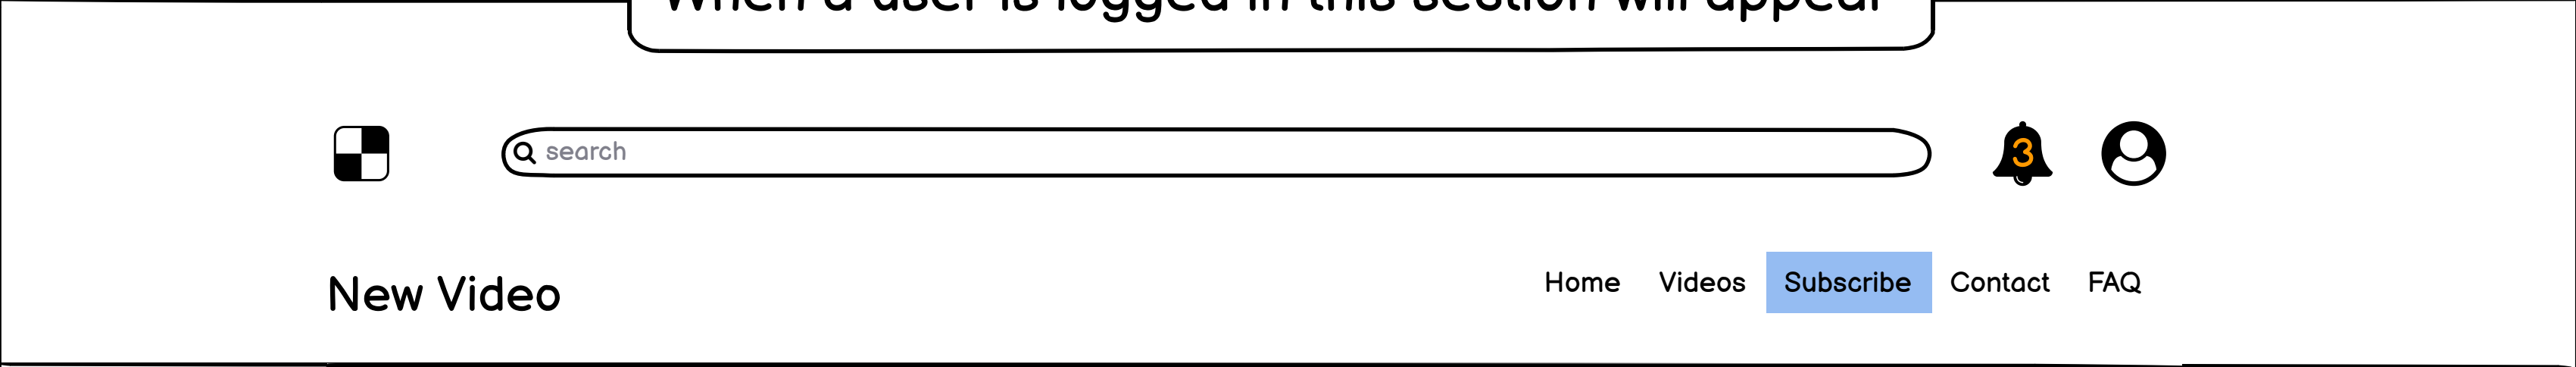 When a user is logged in this section will appear
search
3
New Video
Home Videos Subscribe Contact FAQ